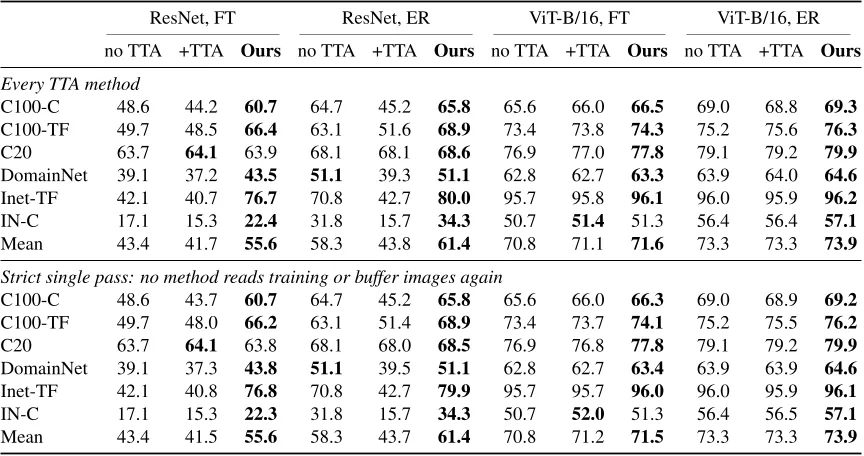 ResNet, FT ResNet, ER ViT-B/16, FT ViT-B/16, ER
no TTA +TTA Ours no TTA +TTA Ours no TTA +TTA Ours no TTA +TTA Ours
Every TTA method
C100-C 48.6 44.2 60.7 64.7 45.2 65.8 65.6 66.0 66.5 69.0 68.8 69.3
C100-TF 49.7 48.5 66.4 63.1 51.6 68.9 73.4 73.8 74.3 75.2 75.6 76.3
C20 63.7 64.1 63.9 68.1 68.1 68.6 76.9 77.0 77.8 79.1 79.2 79.9
DomainNet 39.1 37.2 43.5 51.1 39.3 51.1 62.8 62.7 63.3 63.9 64.0 64.6
Inet-TF 42.1 40.7 76.7 70.8 42.7 80.0 95.7 95.8 96.1 96.0 95.9 96.2
IN-C 17.1 15.3 22.4 31.8 15.7 34.3 50.7 51.4 51.3 56.4 56.4 57.1
Mean 43.4 41.7 55.6 58.3 43.8 61.4 70.8 71.1 71.6 73.3 73.3 73.9
Strict single pass: no method reads training or buffer images again
C100-C 48.6 43.7 60.7 64.7 45.2 65.8 65.6 66.0 66.3 69.0 68.9 69.2
C100-TF 49.7 48.0 66.2 63.1 51.4 68.9 73.4 73.7 74.1 75.2 75.5 76.2
C20 63.7 64.1 63.8 68.1 68.0 68.5 76.9 76.8 77.8 79.1 79.2 79.9
DomainNet 39.1 37.3 43.8 51.1 39.5 51.1 62.8 62.7 63.4 63.9 63.9 64.6
Inet-TF 42.1 40.8 76.8 70.8 42.7 79.9 95.7 95.7 96.0 96.0 95.9 96.1
IN-C 17.1 15.3 22.3 31.8 15.7 34.3 50.7 52.0 51.3 56.4 56.5 57.1
Mean 43.4 41.5 55.6 58.3 43.7 61.4 70.8 71.2 71.5 73.3 73.3 73.9